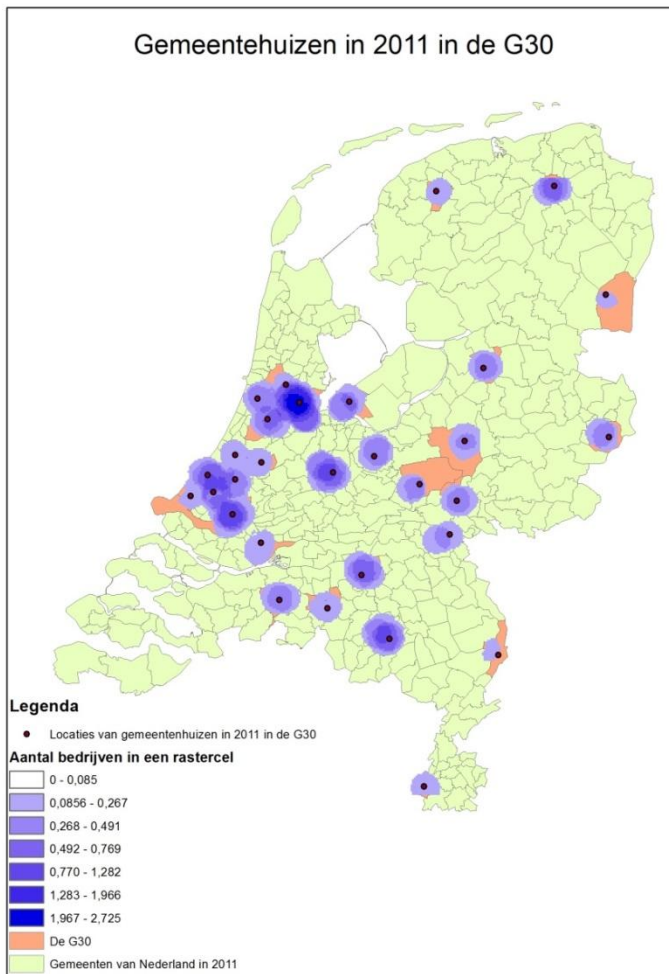 Gemeentehuizen in 2011 in de G30
Legenda
Locaties van gemeentenhuizen in 2011 in de G30
Aantal bedrijven in een rastercel
0 - 0,085
0,0856 - 0,267
0,268 - 0,491
0,492 - 0,769
0,770 - 1,282
1,283 - 1,966
1,967 - 2,725
De G30
Gemeenten van Nederland in 2011